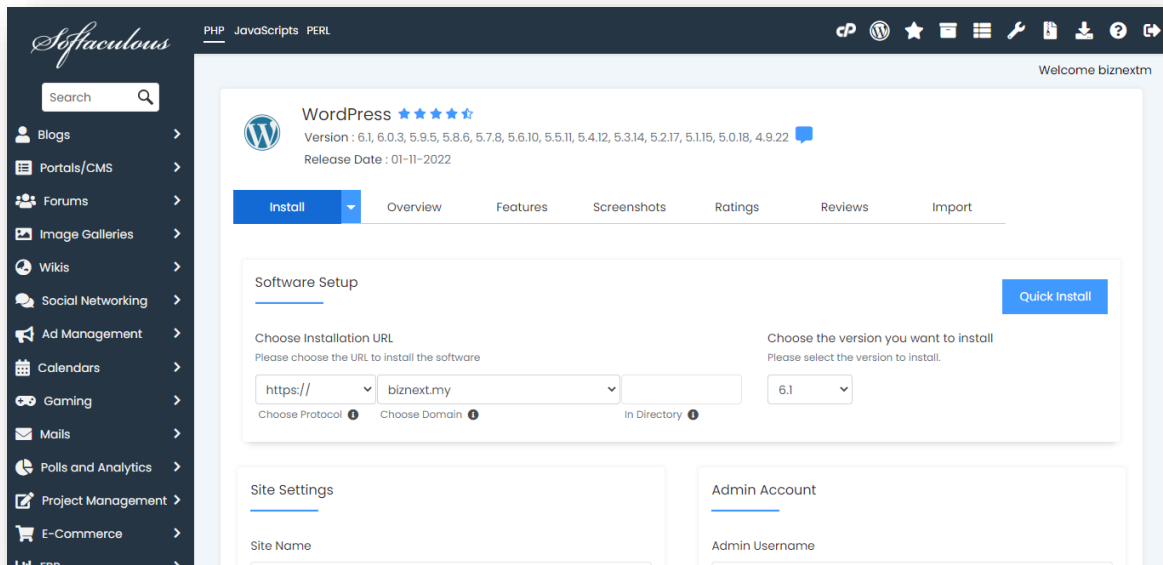 Softaculous
PHP JavaScripts PERL
cP
Welcome biznextm
Search
Blogs
Portals/CMS
Forums
Image Galleries
Wikis
Social Networking
Ad Management
Calendars
Gaming
Mails
Polls and Analytics
Project Management
E-Commerce
WordPress
Version : 6.1, 6.0.3, 5.9.5, 5.8.6, 5.7.8, 5.6.10, 5.5.11, 5.4.12, 5.3.14, 5.2.17, 5.1.15, 5.0.18, 4.9.22
Release Date : 01-11-2022
Install Overview Features Screenshots Ratings Reviews Import
Software Setup
Quick Install
Choose Installation URL
Please choose the URL to install the software
https:// biznext.my
Choose Protocol Choose Domain In Directory
Choose the version you want to install
Please select the version to install.
6.1
Site Settings
Site Name
Admin Account
Admin Username